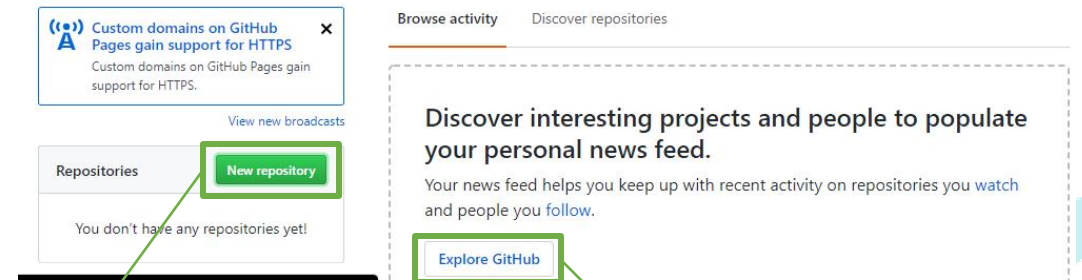 Custom domains on GitHub
Pages gain support for HTTPS
Custom domains on GitHub Pages gain
support for HTTPS.
View new broadcasts
Repositories
New repository
You don't have any repositories yet!
Browse activity
Discover repositories
Discover interesting projects and people to populate
your personal news feed.
Your news feed helps you keep up with recent activity on repositories you watch
and people you follow.
Explore GitHub